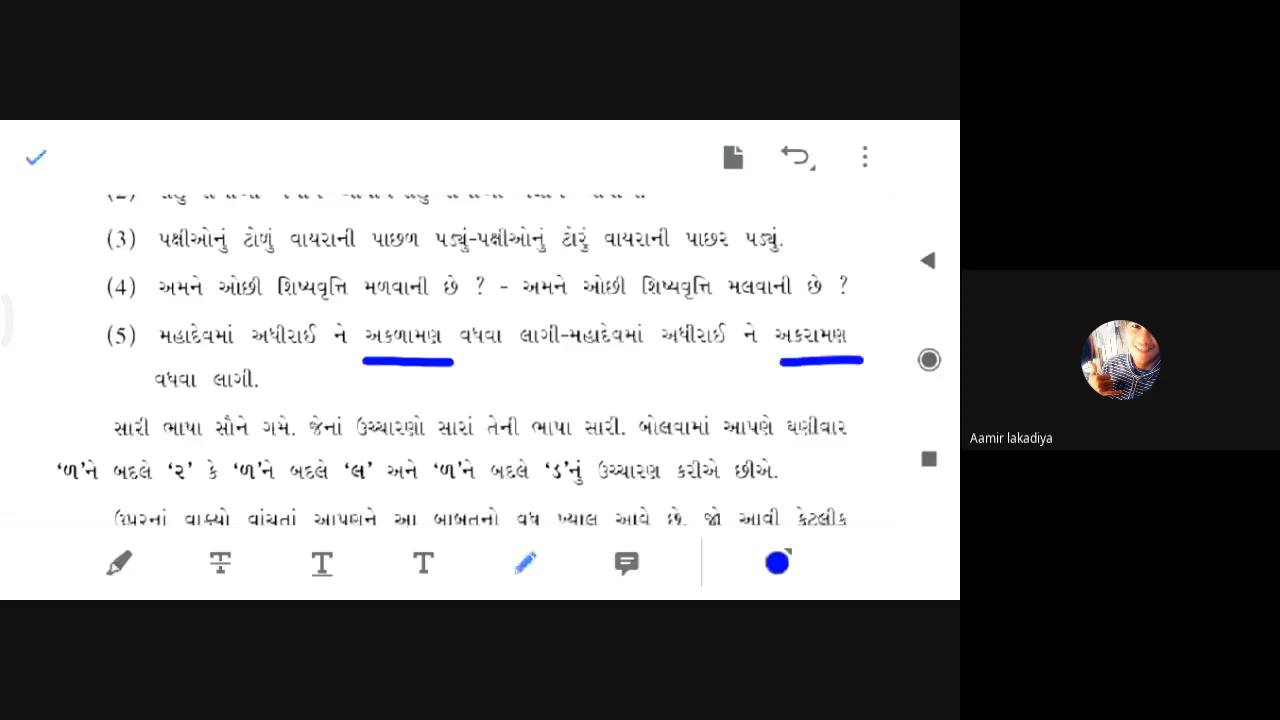 (3) પક્ષીઓનું ટોળું વાયરાની પાછળ પડ્યું-પક્ષીઓનું ટોરું વાયરાની પાછર પડ્યું.
(4) અમને ઓછી શિષ્યવૃત્તિ મળવાની છે ? - અમને ઓછી શિષ્યવૃત્તિ મલવાની છે ?
(5) મહાદેવમાં અધીરાઈ ને અકળામણ વધવા લાગી-મહાદેવમાં અધીરાઈ ને અકરામણ
વધવા લાગી.
સારી ભાષા સૌને ગમે. જેનાં ઉચ્ચારણો સારાં તેની ભાષા સારી. બોલવામાં આપણે ઘણીવાર
‘ળ’ને બદલે ‘ર’ કે ‘ળ’ને બદલે ‘લ’ અને ‘ળ’ને બદલે ‘ડ’નું ઉચ્ચારણ કરીએ છીએ.
ઉપરનાં વાક્યો વાંચતાં આપણને આ બાબતનો વધુ ખ્યાલ આવે છે. જો આવી કેટલીક
Aamir lakadiya